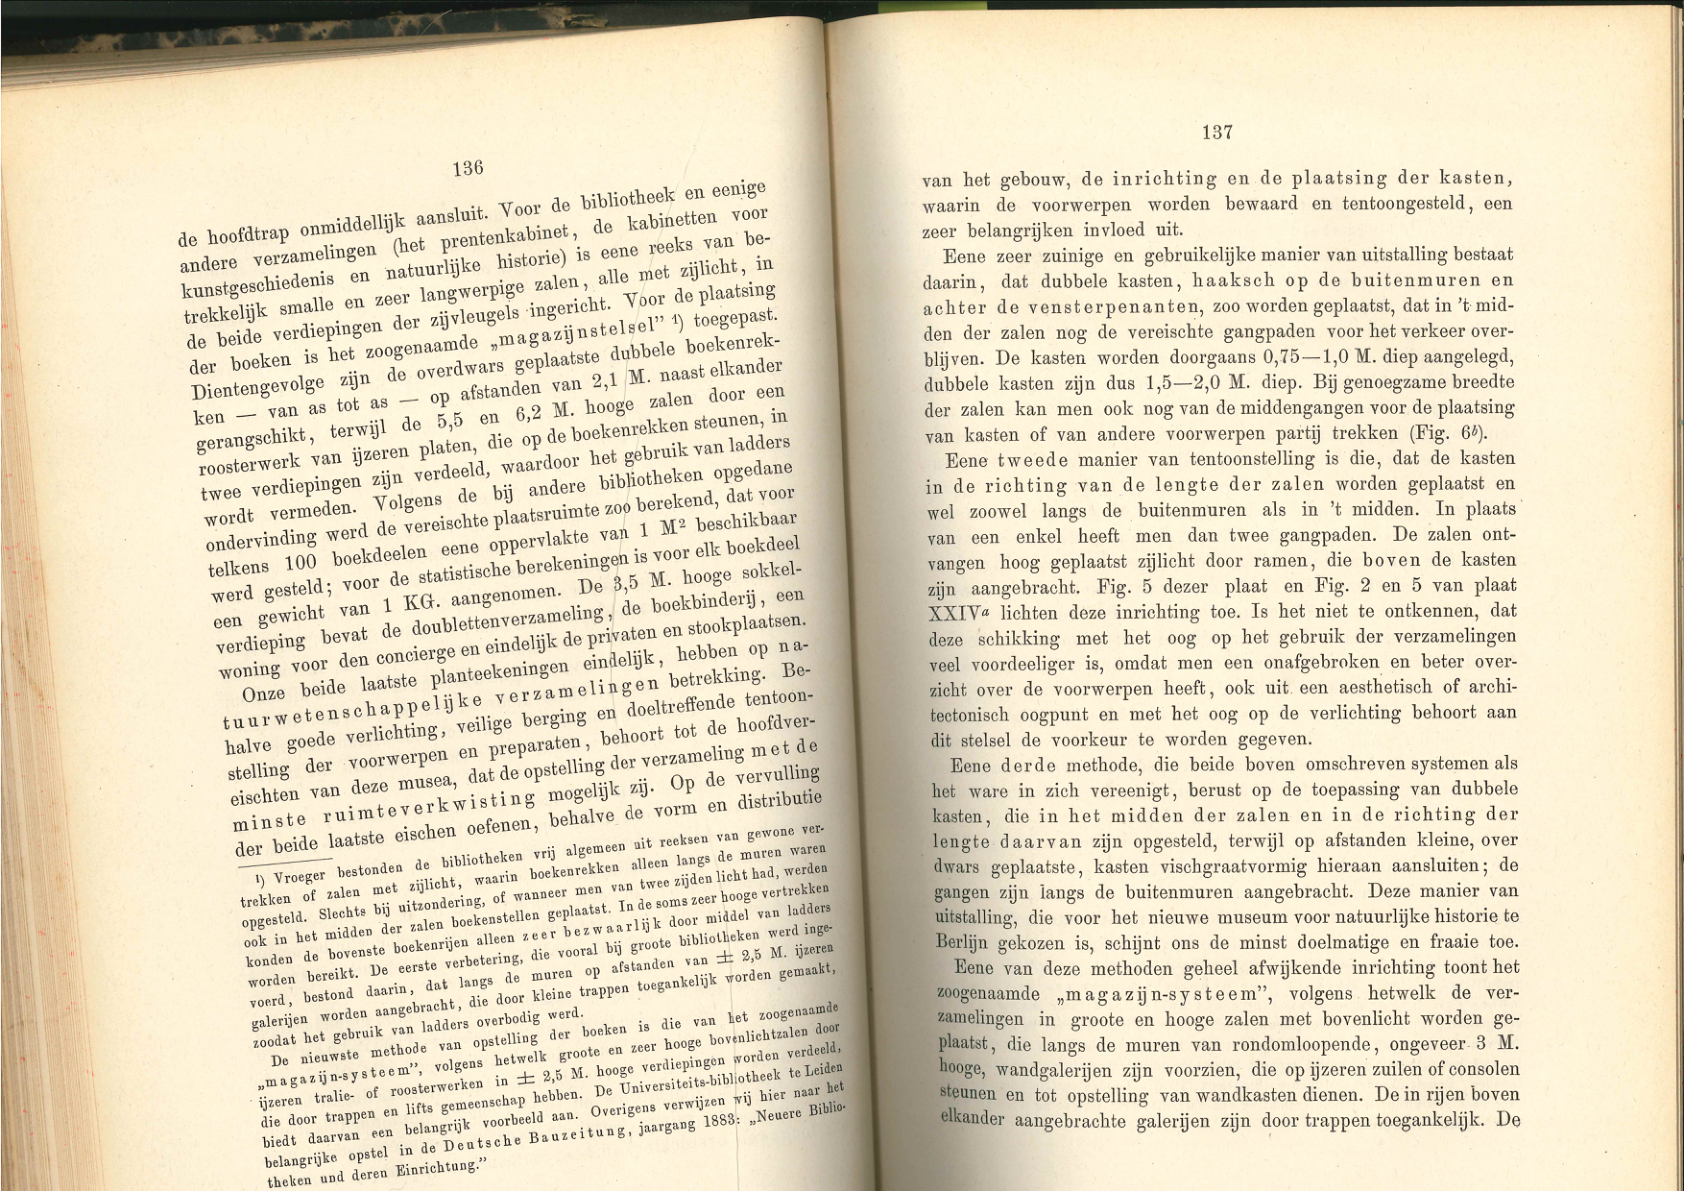 136
de hoofdtrap onmiddellijk aansluit. Voor de bibliotheek en eenige
andere verzamelingen (het prentenkabinet, de kabinetten voor
kunstgeschiedenis en natuurlijke historie) is eene reeks van be-
trekkelijk smalle en zeer langwerpige zalen, alle met zijlicht, in
de beide verdiepingen der zijvleugels ingericht. Voor de plaatsing
der boeken is het zoogenaamde „magazijnstelsel” ¹) toegepast.
Dientengevolge zijn de overdwars geplaatste dubbele boekenrek-
ken — van as tot as — op afstanden van 2,1 M. naast elkander
gerangschikt, terwijl de 5,5 en 6,2 M. hooge zalen door een
roosterwerk van ijzeren platen, die op de boekenrekken steunen, in
twee verdiepingen zijn verdeeld, waardoor het gebruik van ladders
wordt vermeden. Volgens de bij andere bibliotheken opgedane
ondervinding werd de vereischte plaatsruimte zoo berekend, dat voor
telkens 100 boekdeelen eene oppervlakte van 1 M² beschikbaar
werd gesteld; voor de statistische berekeningen is voor elk boekdeel
een gewicht van 1 KG. aangenomen. De 3,5 M. hooge sokkel-
verdieping bevat de doublettenverzameling, de boekbinderij, een
woning voor den concierge en eindelijk de privaten en stookplaatsen.
Onze beide laatste planteekeningen eindelijk, hebben op na-
tuurwetenschappelijke verzamelingen betrekking. Be-
halve goede verlichting, veilige berging en doeltreffende tentoon-
stelling der voorwerpen en preparaten, behoort tot de hoofdver-
eischten van deze musea, dat de opstelling der verzameling met de
minste ruimteverkwisting mogelijk zij. Op de vervulling
der beide laatste eischen oefenen, behalve de vorm en distributie
¹) Vroeger bestonden de bibliotheken vrij algemeen uit reeksen van gewone ver-
trekken of zalen met zijlicht, waarin boekenrekken alleen langs de muren waren
opgesteld. Slechts bij uitzondering, of wanneer men van twee zijden licht had, werden
ook in het midden der zalen boekenstellen geplaatst. In de soms zeer hooge vertrekken
konden de bovenste boekenrijen alleen zeer bezwaarlijk door middel van ladders
worden bereikt. De eerste verbetering, die vooral bij groote bibliotheken werd inge-
voerd, bestond daarin, dat langs de muren op afstanden van ± 2,5 M. ijzeren
galerijen worden aangebracht, die door kleine trappen toegankelijk worden gemaakt,
zoodat het gebruik van ladders overbodig werd.
De nieuwste methode van opstelling der boeken is die van het zoogenaamde
„magazijn-systeem”, volgens hetwelk groote en zeer hooge bovenlichtzalen door
ijzeren tralie- of roosterwerken in ± 2,5 M. hooge verdiepingen worden verdeeld,
die door trappen en lifts gemeenschap hebben. De Universiteits-bibliotheek te Leiden
biedt daarvan een belangrijk voorbeeld aan. Overigens verwijzen wij hier naar het
belangrijke opstel in de Deutsche Bauzeitung, jaargang 1883: „Neuere Biblio-
theken und deren Einrichtung.”
137
van het gebouw, de inrichting en de plaatsing der kasten,
waarin de voorwerpen worden bewaard en tentoongesteld, een
zeer belangrijken invloed uit.
Eene zeer zuinige en gebruikelijke manier van uitstalling bestaat
daarin, dat dubbele kasten, haaksch op de buitenmuren en
achter de vensterpenanten, zoo worden geplaatst, dat in ’t mid-
den der zalen nog de vereischte gangpaden voor het verkeer over-
blijven. De kasten worden doorgaans 0,75—1,0 M. diep aangelegd,
dubbele kasten zijn dus 1,5—2,0 M. diep. Bij genoegzame breedte
der zalen kan men ook nog van de middengangen voor de plaatsing
van kasten of van andere voorwerpen partij trekken (Fig. 6ᵇ).
Eene tweede manier van tentoonstelling is die, dat de kasten
in de richting van de lengte der zalen worden geplaatst en
wel zoowel langs de buitenmuren als in ’t midden. In plaats
van een enkel heeft men dan twee gangpaden. De zalen ont-
vangen hoog geplaatst zijlicht door ramen, die boven de kasten
zijn aangebracht. Fig. 5 dezer plaat en Fig. 2 en 5 van plaat
XXIVᵃ lichten deze inrichting toe. Is het niet te ontkennen, dat
deze schikking met het oog op het gebruik der verzamelingen
veel voordeeliger is, omdat men een onafgebroken en beter over-
zicht over de voorwerpen heeft, ook uit een aesthetisch of archi-
tectonisch oogpunt en met het oog op de verlichting behoort aan
dit stelsel de voorkeur te worden gegeven.
Eene derde methode, die beide boven omschreven systemen als
het ware in zich vereenigt, berust op de toepassing van dubbele
kasten, die in het midden der zalen en in de richting der
lengte daarvan zijn opgesteld, terwijl op afstanden kleine, over
dwars geplaatste, kasten vischgraatvormig hieraan aansluiten; de
gangen zijn langs de buitenmuren aangebracht. Deze manier van
uitstalling, die voor het nieuwe museum voor natuurlijke historie te
Berlijn gekozen is, schijnt ons de minst doelmatige en fraaie toe.
Eene van deze methoden geheel afwijkende inrichting toont het
zoogenaamde „magazijn-systeem”, volgens hetwelk de ver-
zamelingen in groote en hooge zalen met bovenlicht worden ge-
plaatst, die langs de muren van rondomloopende, ongeveer 3 M.
hooge, wandgalerijen zijn voorzien, die op ijzeren zuilen of consolen
steunen en tot opstelling van wandkasten dienen. De in rijen boven
elkander aangebrachte galerijen zijn door trappen toegankelijk. De